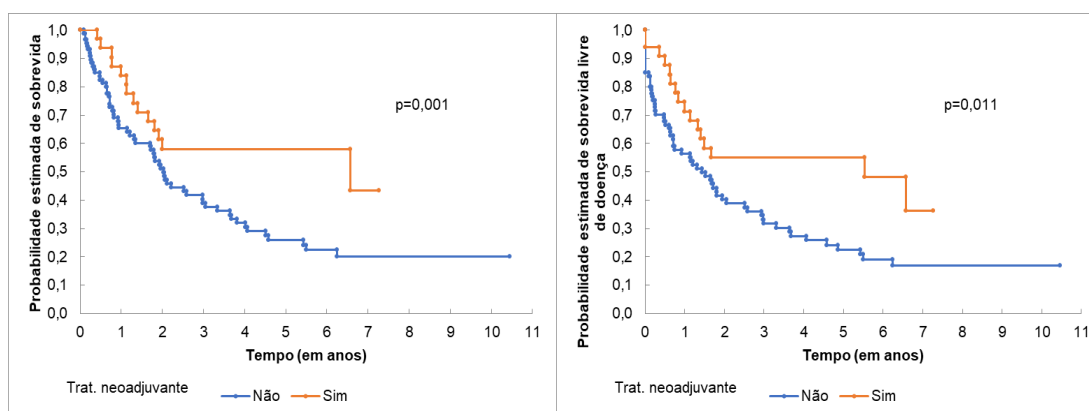 Probabilidade estimada de sobrevida
1,0
0,9
0,8
0,7
0,6
0,5
0,4
0,3
0,2
0,1
0,0
p=0,001
0 1 2 3 4 5 6 7 8 9 10 11
Tempo (em anos)
Trat. neoadjuvante
Não Sim
Probabilidade estimada de sobrevida livre
de doença
1,0
0,9
0,8
0,7
0,6
0,5
0,4
0,3
0,2
0,1
0,0
p=0,011
0 1 2 3 4 5 6 7 8 9 10 11
Tempo (em anos)
Trat. neoadjuvante
Não Sim